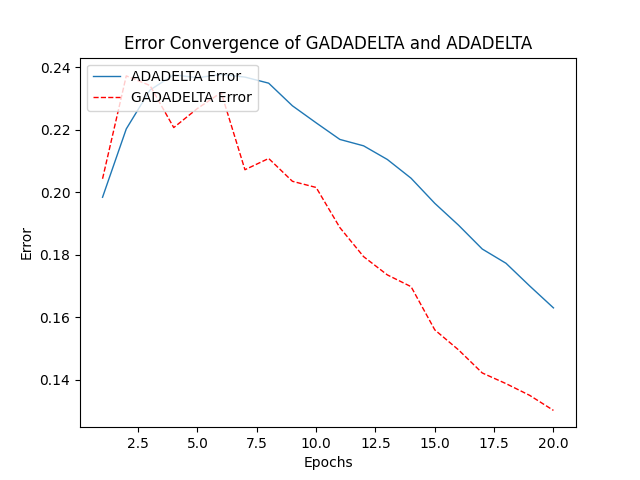 Error Convergence of GADADELTA and ADADELTA
ADADELTA Error
GADADELTA Error
0.24
0.22
0.20
0.18
0.16
0.14
Error
2.5 5.0 7.5 10.0 12.5 15.0 17.5 20.0
Epochs